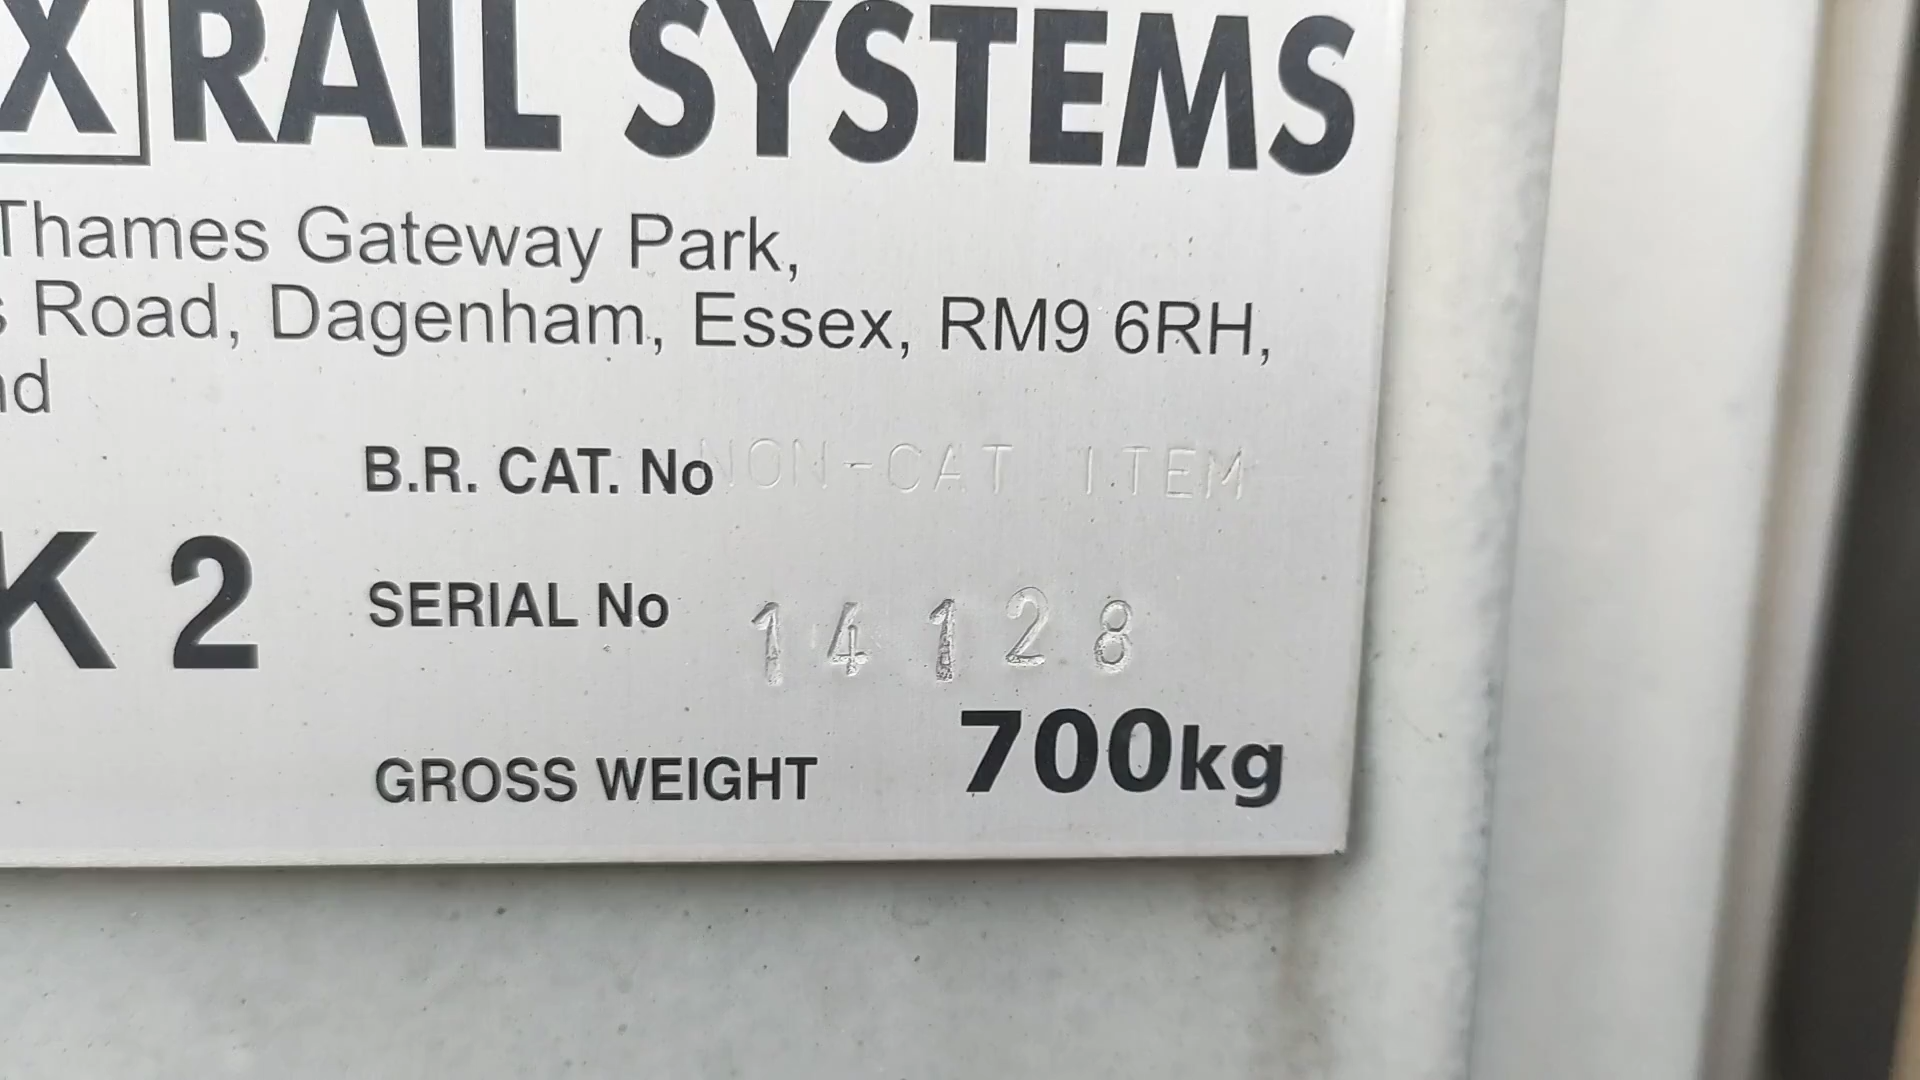 X RAIL SYSTEMS
Thames Gateway Park,
s Road, Dagenham, Essex, RM9 6RH,
nd
B.R. CAT. No NON-CAT ITEM
K 2
SERIAL No 14128
GROSS WEIGHT 700kg